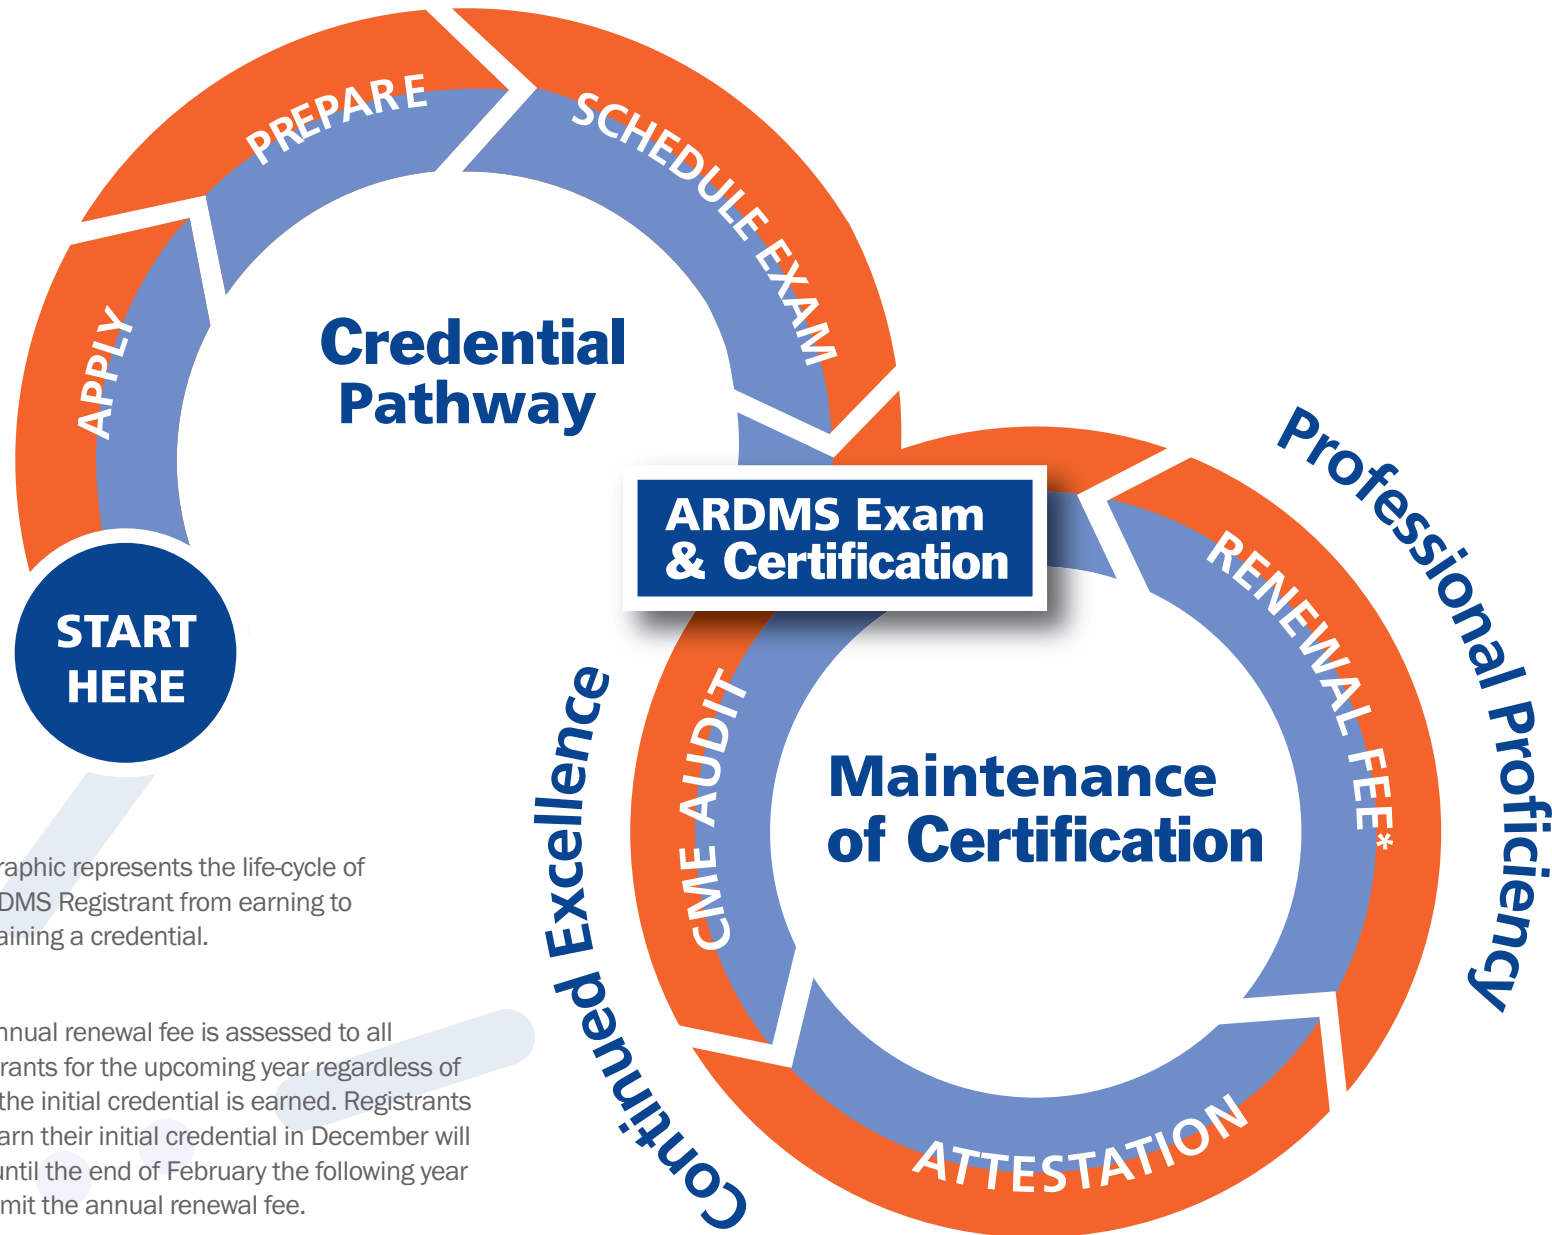 PREPARE
SCHEDULE EXAM
APPLY
Credential
Pathway
START
HERE
ARDMS Exam
& Certification
RENEWAL FEE*
Professional Proficiency
CME AUDIT
Maintenance
of Certification
Continued Excellence
ATTESTATION
raphic represents the life-cycle of
DMS Registrant from earning to
aining a credential.
nnual renewal fee is assessed to all
rants for the upcoming year regardless of
the initial credential is earned. Registrants
arn their initial credential in December will
until the end of February the following year
mit the annual renewal fee.